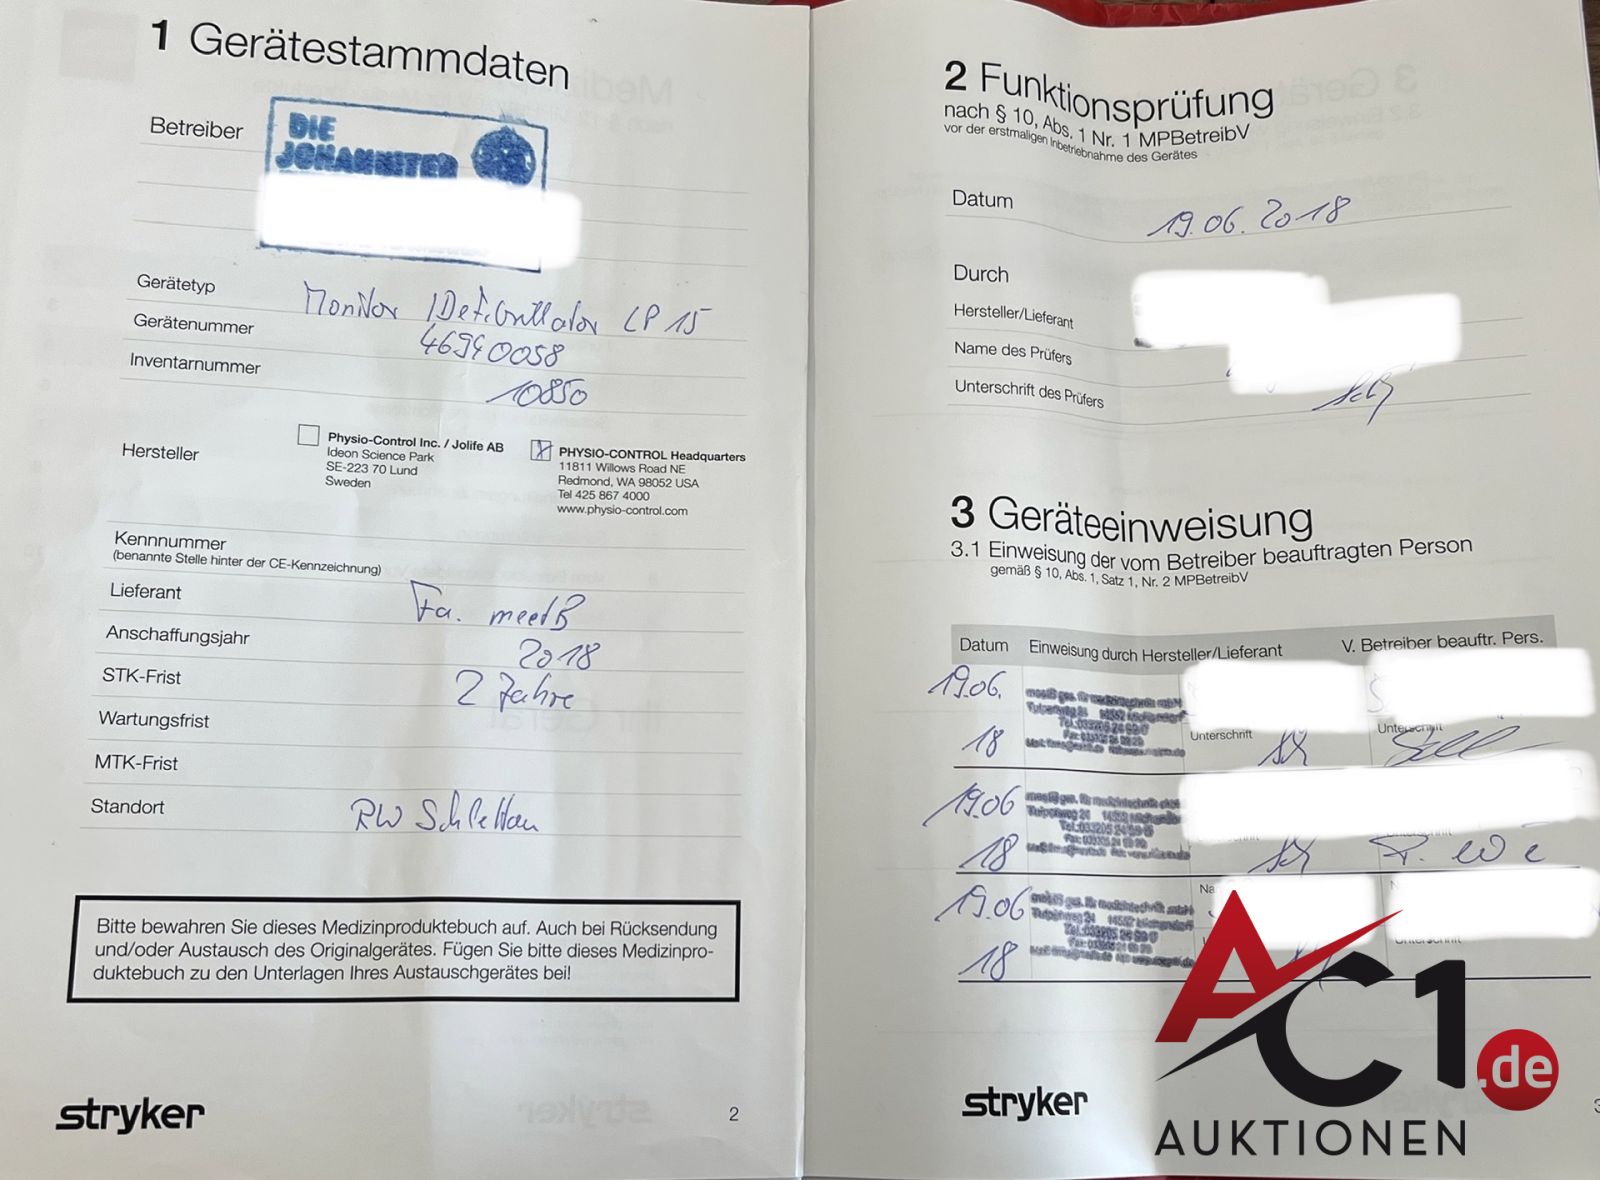 1 Gerätestammdaten
Betreiber
DIE
JOHANNITER
Gerätetyp Monitor /Defibrillator LP 15
Gerätenummer 46940058
Inventarnummer 10850
Hersteller
Physio-Control Inc. / Jolife AB
Ideon Science Park
SE-223 70 Lund
Sweden
PHYSIO-CONTROL Headquarters
11811 Willows Road NE
Redmond, WA 98052 USA
Tel 425 867 4000
www.physio-control.com
Kennnummer
(benannte Stelle hinter der CE-Kennzeichnung)
Lieferant Fa. meetB
Anschaffungsjahr 2018
STK-Frist 2 Jahre
Wartungsfrist
MTK-Frist
Standort RW Schlettau
Bitte bewahren Sie dieses Medizinproduktebuch auf. Auch bei Rücksendung
und/oder Austausch des Originalgerätes. Fügen Sie bitte dieses Medizinpro-
duktebuch zu den Unterlagen Ihres Austauschgerätes bei!
stryker
2
2 Funktionsprüfung
nach § 10, Abs. 1 Nr. 1 MPBetreibV
vor der erstmaligen Inbetriebnahme des Gerätes
Datum 19.06.2018
Durch
Hersteller/Lieferant
Name des Prüfers
Unterschrift des Prüfers
3 Geräteeinweisung
3.1 Einweisung der vom Betreiber beauftragten Person
gemäß § 10, Abs. 1, Satz 1, Nr. 2 MPBetreibV
Datum Einweisung durch Hersteller/Lieferant V. Betreiber beauftr. Pers.
19.06.
18
Unterschrift
Unterschrift
19.06
18
19.06
18
stryker
AC1.de
AUKTIONEN